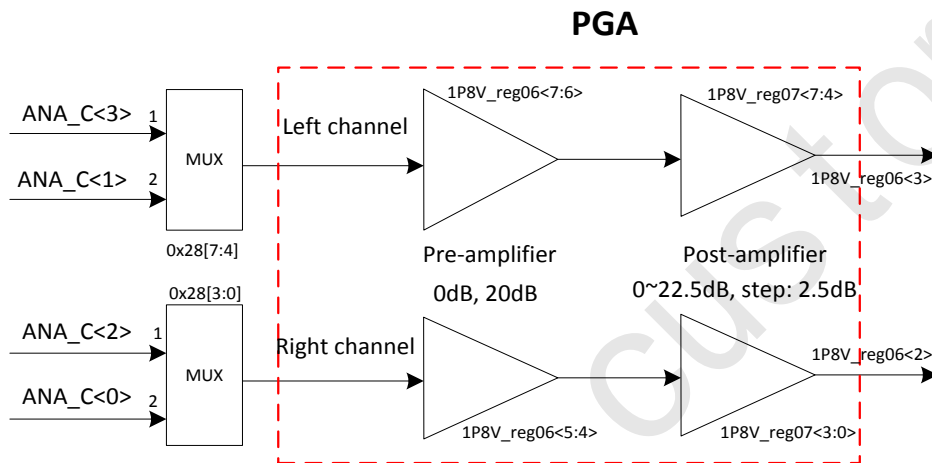 PGA
1P8V_reg06<7:6>
1P8V_reg07<7:4>
ANA_C<3>
1
Left channel
MUX
ANA_C<1>
2
1P8V_reg06<3>
0x28[7:4]
Pre-amplifier
Post-amplifier
0dB, 20dB
0~22.5dB, step: 2.5dB
0x28[3:0]
ANA_C<2>
1
Right channel
1P8V_reg06<2>
MUX
ANA_C<0>
2
1P8V_reg06<5:4>
1P8V_reg07<3:0>
custo